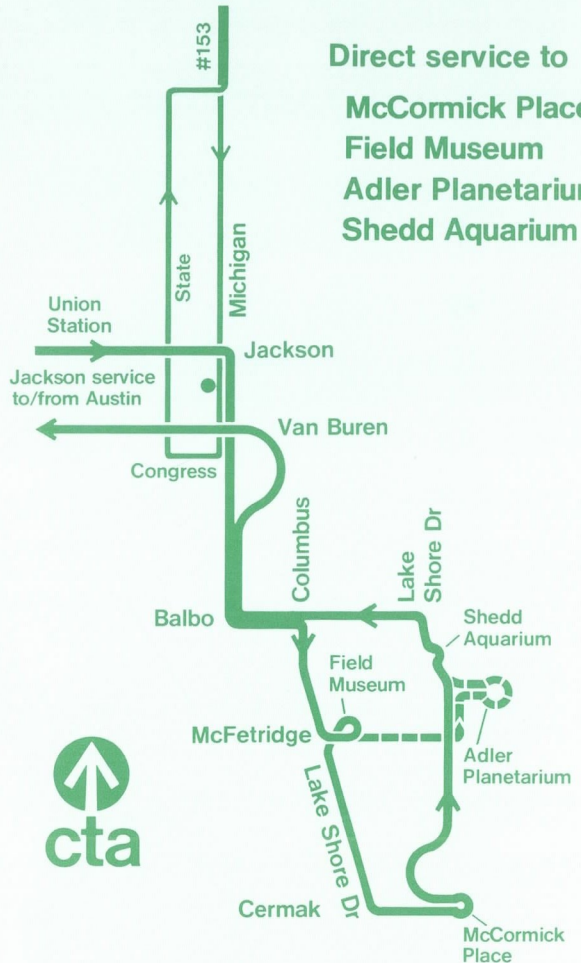 #153
Direct service to
McCormick Place
Field Museum
Adler Planetarium
Shedd Aquarium
State
Michigan
Union
Station
Jackson
Jackson service
to/from Austin
Van Buren
Congress
Columbus
Lake
Shore Dr
Balbo
Shedd
Aquarium
Field
Museum
McFetridge
Adler
Planetarium
Lake Shore Dr
cta
Cermak
McCormick
Place